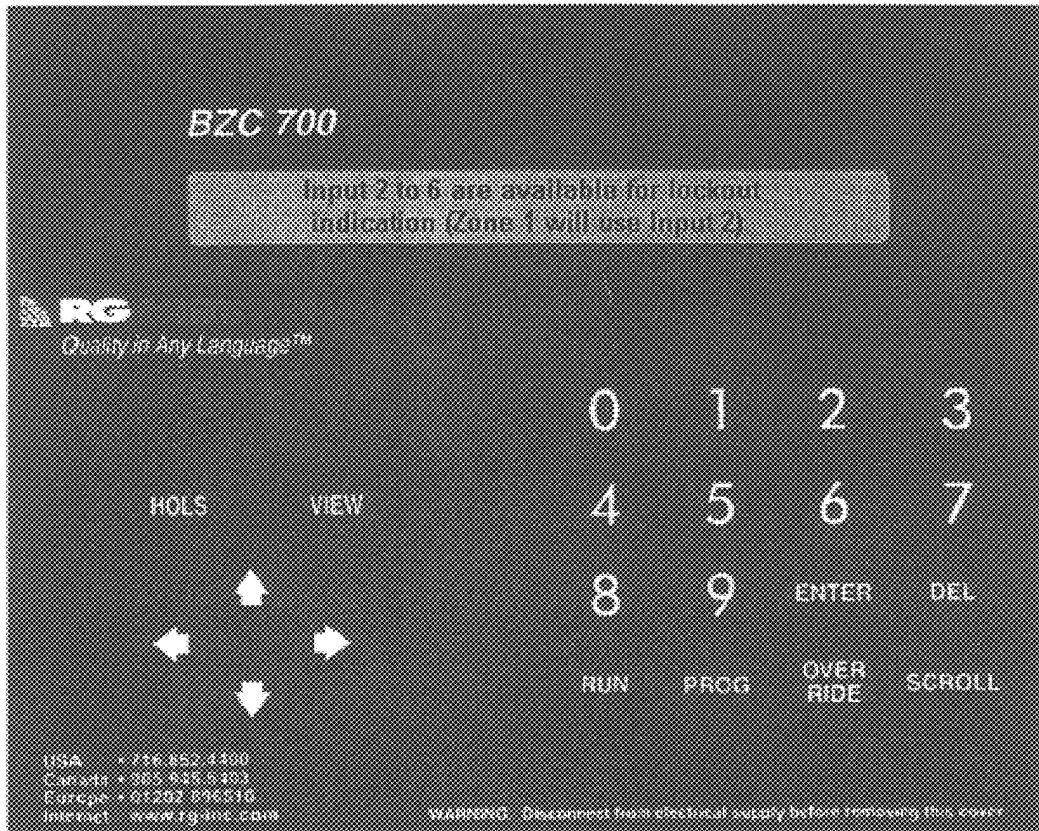 BZC 700
Input 2 to 6 are available for lockout
indication (Zone 1 will use Input 2)
RG
Quality in Any Language™
0 1 2 3
HOLS VIEW 4 5 6 7
8 9 ENTER DEL
RUN PROG OVER RIDE SCROLL
USA • 716.852.4400
Canada •
Europe • 01202
Internet www.rg-inc.com
WARNING: Disconnect from electrical supply before removing this cover